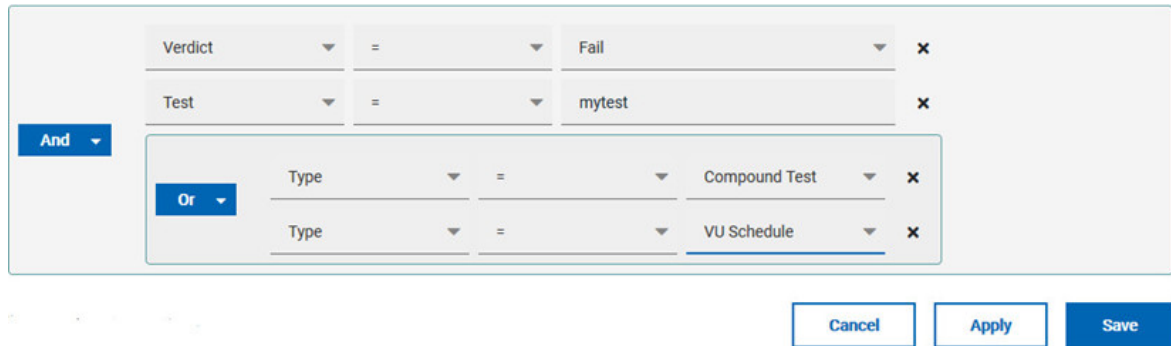 Verdict = Fail
Test = mytest
And
Type = Compound Test
Or
Type = VU Schedule
Cancel Apply Save